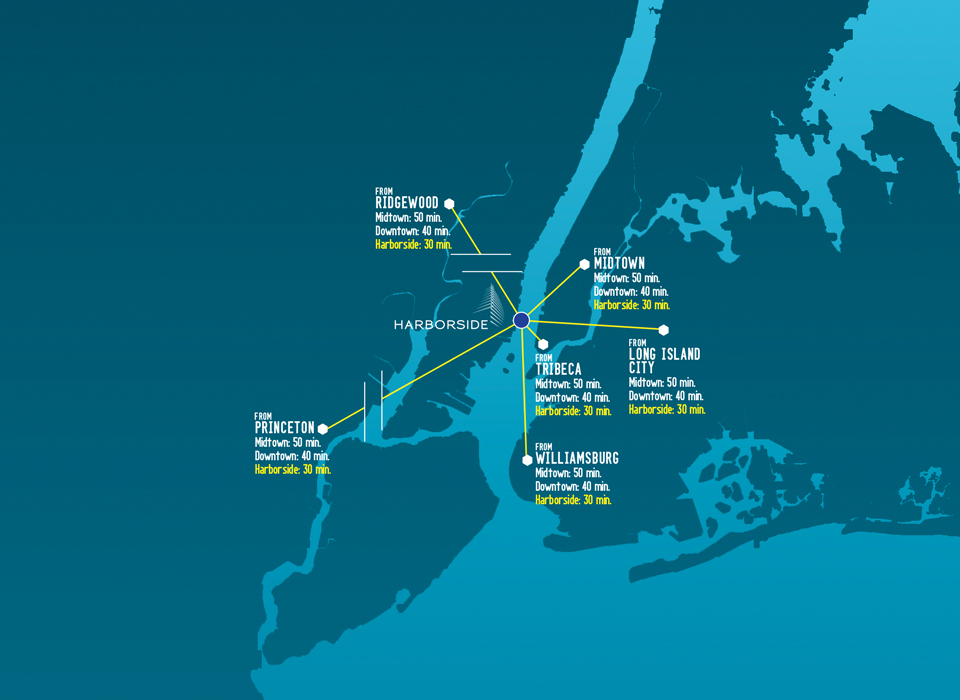 FROM
RIDGEWOOD
Midtown: 50 min.
Downtown: 40 min.
Harborside: 30 min.
FROM
MIDTOWN
Midtown: 50 min.
Downtown: 40 min.
Harborside: 30 min.
HARBORSIDE
FROM
TRIBECA
Midtown: 50 min.
Downtown: 40 min.
Harborside: 30 min.
FROM
LONG ISLAND
CITY
Midtown: 50 min.
Downtown: 40 min.
Harborside: 30 min.
FROM
PRINCETON
Midtown: 50 min.
Downtown: 40 min.
Harborside: 30 min.
FROM
WILLIAMSBURG
Midtown: 50 min.
Downtown: 40 min.
Harborside: 30 min.